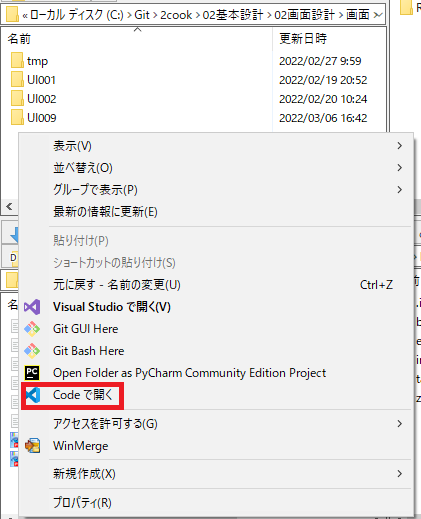 « ローカル ディスク (C:) › Git › 2cook › 02基本設計 › 02画面設計 › 画面
名前 更新日時
tmp 2022/02/27 9:59
UI001 2022/02/19 20:52
UI002 2022/02/20 10:24
UI009 2022/03/06 16:42
表示(V)
並べ替え(O)
グループで表示(P)
最新の情報に更新(E)
貼り付け(P)
ショートカットの貼り付け(S)
元に戻す - 名前の変更(U) Ctrl+Z
Visual Studio で開く(V)
Git GUI Here
Git Bash Here
Open Folder as PyCharm Community Edition Project
Code で開く
アクセスを許可する(G)
WinMerge
新規作成(X)
プロパティ(R)